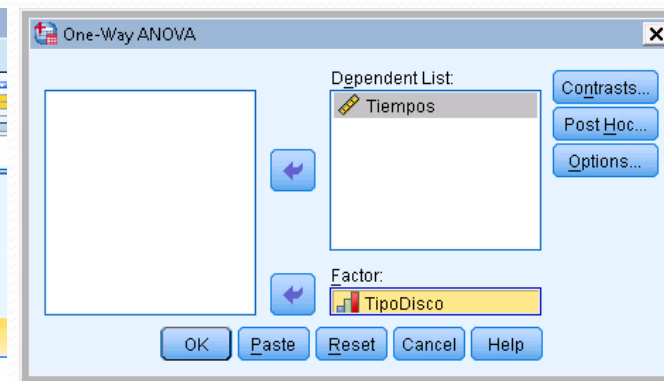 One-Way ANOVA
Dependent List:
Tiempos
Contrasts...
Post Hoc...
Options...
Factor:
TipoDisco
OK
Paste
Reset
Cancel
Help